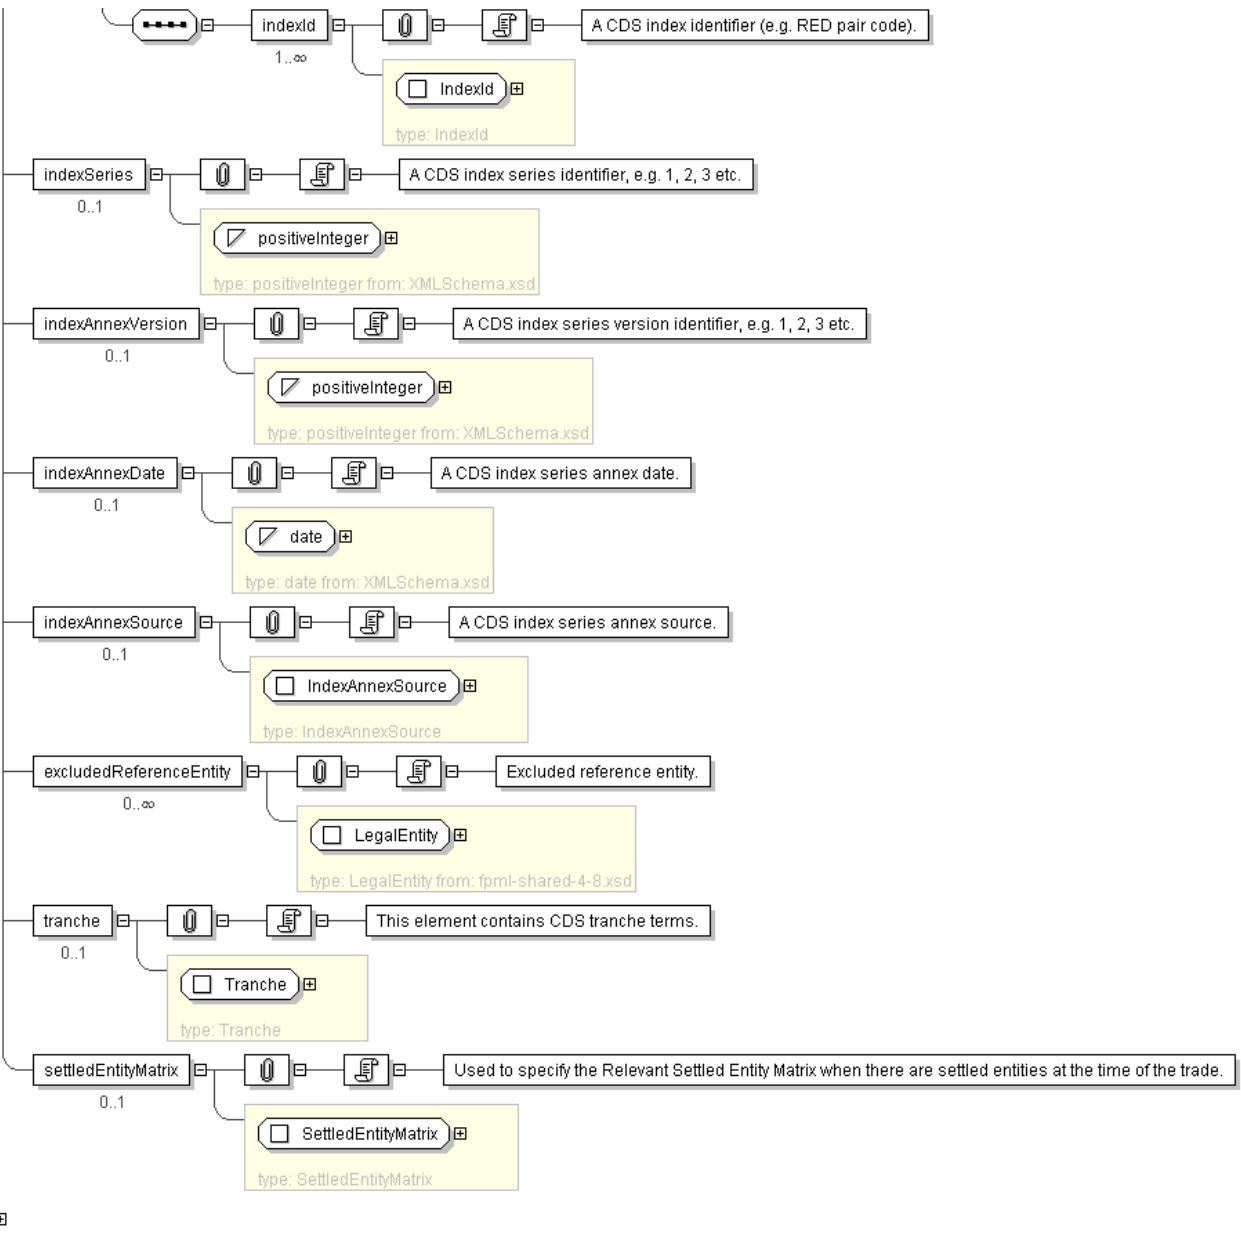 indexId
A CDS index identifier (e.g. RED pair code).
1..∞
IndexId
type: IndexId
indexSeries
A CDS index series identifier, e.g. 1, 2, 3 etc.
0..1
positiveInteger
type: positiveInteger from: XMLSchema.xsd
indexAnnexVersion
A CDS index series version identifier, e.g. 1, 2, 3 etc.
0..1
positiveInteger
type: positiveInteger from: XMLSchema.xsd
indexAnnexDate
A CDS index series annex date.
0..1
date
type: date from: XMLSchema.xsd
indexAnnexSource
A CDS index series annex source.
0..1
IndexAnnexSource
type: IndexAnnexSource
excludedReferenceEntity
Excluded reference entity.
0..∞
LegalEntity
type: LegalEntity from: fpml-shared-4-8.xsd
tranche
This element contains CDS tranche terms.
0..1
Tranche
type: Tranche
settledEntityMatrix
Used to specify the Relevant Settled Entity Matrix when there are settled entities at the time of the trade.
0..1
SettledEntityMatrix
type: SettledEntityMatrix